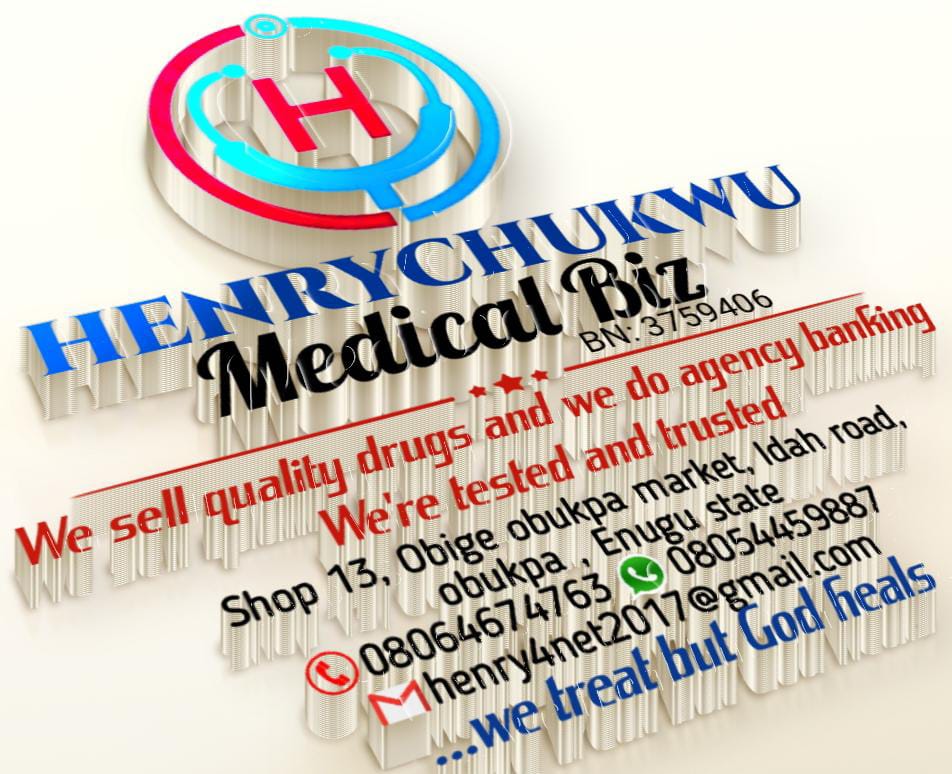 H
HENRYCHUKWU
Medical Biz
BN: 3759406
We sell quality drugs and we do agency banking
We're tested and trusted
Shop 13, Obige obukpa market, Idah road,
obukpa , Enugu state
08064674763 08054459887
henry4net2017@gmail.com
...we treat but God heals